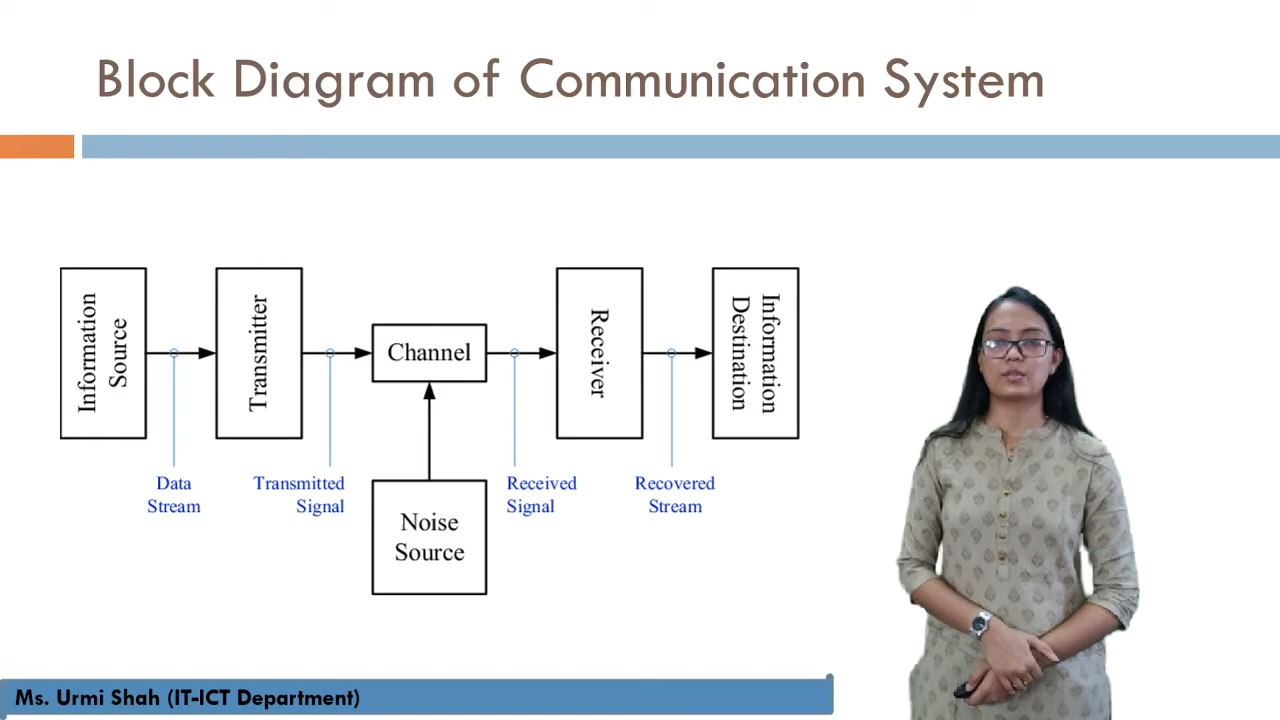 Block Diagram of Communication System
Information
Source
Transmitter
Channel
Receiver
Information
Destination
Data
Stream
Transmitted
Signal
Received
Signal
Recovered
Stream
Noise
Source
Ms. Urmi Shah (IT-ICT Department)